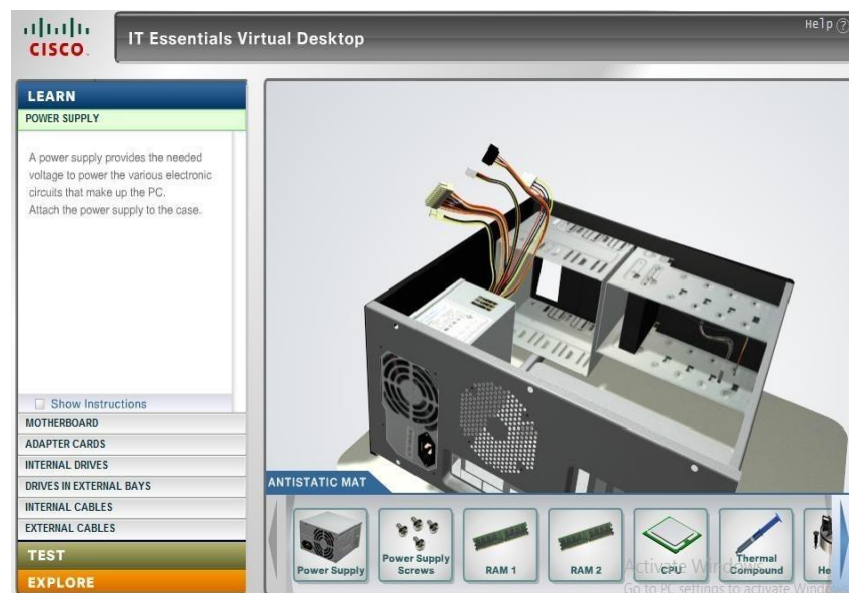 CISCO
IT Essentials Virtual Desktop
Help ?
LEARN
POWER SUPPLY
A power supply provides the needed
voltage to power the various electronic
circuits that make up the PC.
Attach the power supply to the case.
Show Instructions
MOTHERBOARD
ADAPTER CARDS
INTERNAL DRIVES
DRIVES IN EXTERNAL BAYS
INTERNAL CABLES
EXTERNAL CABLES
TEST
EXPLORE
ANTISTATIC MAT
Power Supply
Power Supply
Screws
RAM 1
RAM 2
CPU
Thermal
Compound
He
Activate Windows
Go to PC settings to activate Windo